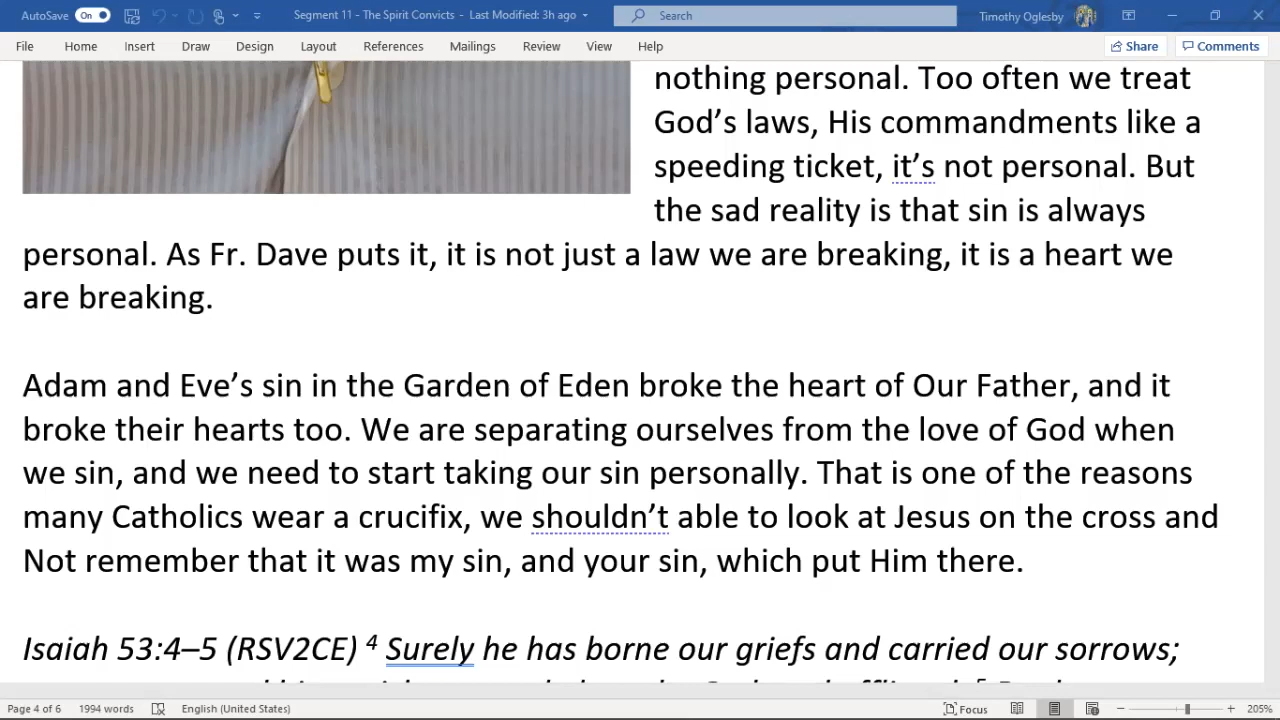 AutoSave On Segment 11 - The Spirit Convicts - Last Modified: 3h ago Search Timothy Oglesby
File Home Insert Draw Design Layout References Mailings Review View Help Share Comments
nothing personal. Too often we treat
God’s laws, His commandments like a
speeding ticket, it’s not personal. But
the sad reality is that sin is always
personal. As Fr. Dave puts it, it is not just a law we are breaking, it is a heart we
are breaking.
Adam and Eve’s sin in the Garden of Eden broke the heart of Our Father, and it
broke their hearts too. We are separating ourselves from the love of God when
we sin, and we need to start taking our sin personally. That is one of the reasons
many Catholics wear a crucifix, we shouldn’t able to look at Jesus on the cross and
Not remember that it was my sin, and your sin, which put Him there.
Isaiah 53:4–5 (RSV2CE) 4 Surely he has borne our griefs and carried our sorrows;
Page 4 of 6 1994 words English (United States) Focus 205%